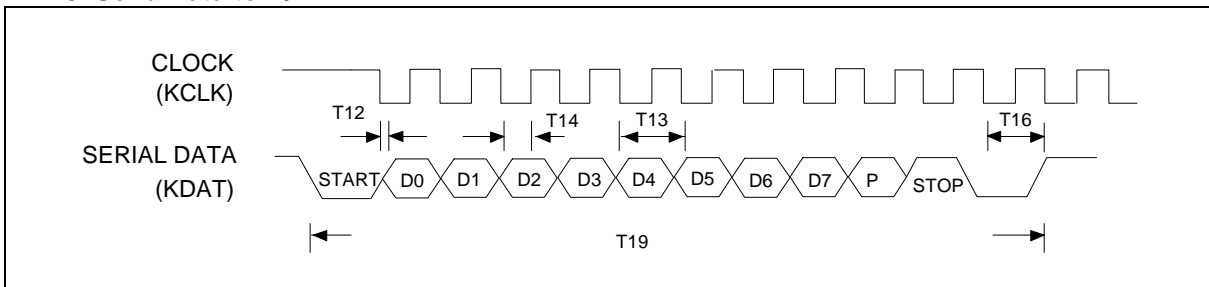 CLOCK
(KCLK)
T12
T14
T13
T16
SERIAL DATA
(KDAT)
START
D0
D1
D2
D3
D4
D5
D6
D7
P
STOP
T19